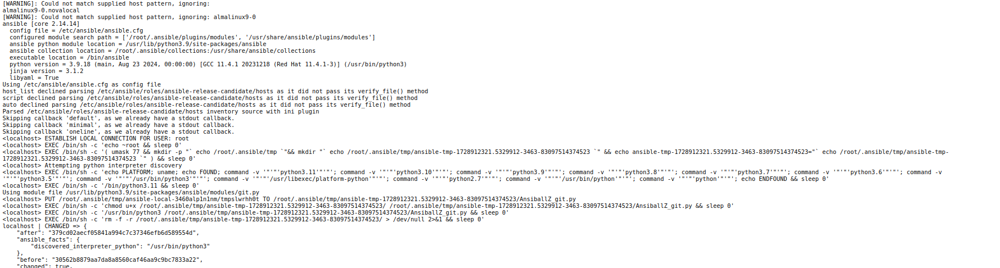 [WARNING]: Could not match supplied host pattern, ignoring:
almalinux9-0.novalocal
[WARNING]: Could not match supplied host pattern, ignoring: almalinux9-0
ansible [core 2.14.14]
  config file = /etc/ansible/ansible.cfg
  configured module search path = ['/root/.ansible/plugins/modules', '/usr/share/ansible/plugins/modules']
  ansible python module location = /usr/lib/python3.9/site-packages/ansible
  ansible collection location = /root/.ansible/collections:/usr/share/ansible/collections
  executable location = /bin/ansible
  python version = 3.9.18 (main, Aug 23 2024, 00:00:00) [GCC 11.4.1 20231218 (Red Hat 11.4.1-3)] (/usr/bin/python3)
  jinja version = 3.1.2
  libyaml = True
Using /etc/ansible/ansible.cfg as config file
host_list declined parsing /etc/ansible/roles/ansible-release-candidate/hosts as it did not pass its verify_file() method
script declined parsing /etc/ansible/roles/ansible-release-candidate/hosts as it did not pass its verify_file() method
auto declined parsing /etc/ansible/roles/ansible-release-candidate/hosts as it did not pass its verify_file() method
Parsed /etc/ansible/roles/ansible-release-candidate/hosts inventory source with ini plugin
Skipping callback 'default', as we already have a stdout callback.
Skipping callback 'minimal', as we already have a stdout callback.
Skipping callback 'oneline', as we already have a stdout callback.
<localhost> ESTABLISH LOCAL CONNECTION FOR USER: root
<localhost> EXEC /bin/sh -c 'echo ~root && sleep 0'
<localhost> EXEC /bin/sh -c '( umask 77 && mkdir -p "` echo /root/.ansible/tmp `"&& mkdir "` echo /root/.ansible/tmp/ansible-tmp-1728912321.5329912-3463-83097514374523 `" && echo ansible-tmp-1728912321.5329912-3463-83097514374523="` echo /root/.ansible/tmp/ansible-tmp-
1728912321.5329912-3463-83097514374523 `" ) && sleep 0'
<localhost> Attempting python interpreter discovery
<localhost> EXEC /bin/sh -c 'echo PLATFORM; uname; echo FOUND; command -v '"'"'python3.11'"'"'; command -v '"'"'python3.10'"'"'; command -v '"'"'python3.9'"'"'; command -v '"'"'python3.8'"'"'; command -v '"'"'python3.7'"'"'; command -v '"'"'python3.6'"'"'; command -v
'"'"'python3.5'"'"'; command -v '"'"'/usr/bin/python3'"'"'; command -v '"'"'/usr/libexec/platform-python'"'"'; command -v '"'"'python2.7'"'"'; command -v '"'"'/usr/bin/python'"'"'; command -v '"'"'python'"'"'; echo ENDFOUND && sleep 0'
<localhost> EXEC /bin/sh -c '/bin/python3.11 && sleep 0'
Using module file /usr/lib/python3.9/site-packages/ansible/modules/git.py
<localhost> PUT /root/.ansible/tmp/ansible-local-3460alp1n1nm/tmpslwrhh0t TO /root/.ansible/tmp/ansible-tmp-1728912321.5329912-3463-83097514374523/AnsiballZ_git.py
<localhost> EXEC /bin/sh -c 'chmod u+x /root/.ansible/tmp/ansible-tmp-1728912321.5329912-3463-83097514374523/ /root/.ansible/tmp/ansible-tmp-1728912321.5329912-3463-83097514374523/AnsiballZ_git.py && sleep 0'
<localhost> EXEC /bin/sh -c '/usr/bin/python3 /root/.ansible/tmp/ansible-tmp-1728912321.5329912-3463-83097514374523/AnsiballZ_git.py && sleep 0'
<localhost> EXEC /bin/sh -c 'rm -f -r /root/.ansible/tmp/ansible-tmp-1728912321.5329912-3463-83097514374523/ > /dev/null 2>&1 && sleep 0'
localhost | CHANGED => {
    "after": "379cd02aecf05841a994c7c37346efb6d589554d",
    "ansible_facts": {
        "discovered_interpreter_python": "/usr/bin/python3"
    },
    "before": "30562b8879aa7da8a8560caf46aa9c9bc7833a22",
    "changed": true,